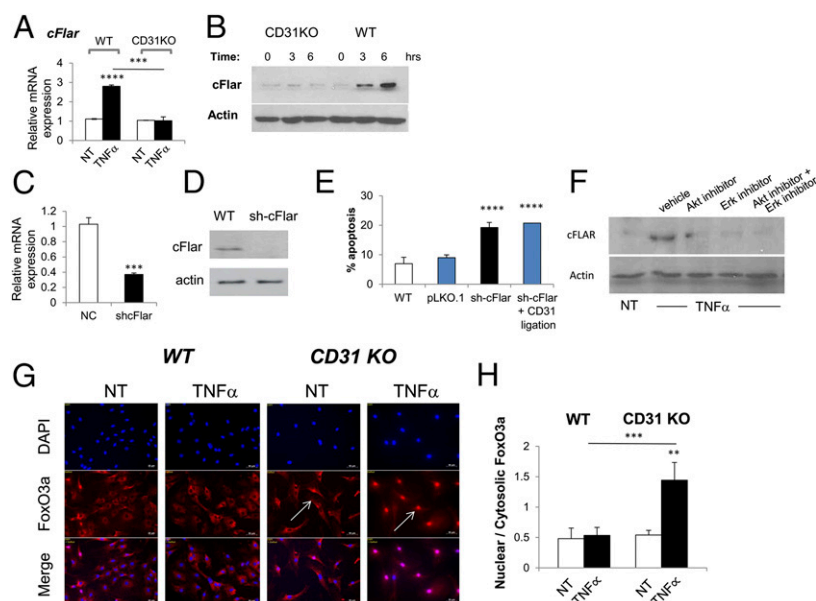 A
cFlar
WT CD31KO
***
****
Relative mRNA
expression
4
3
2
1
0
NT
TNFα
NT
TNFα
B
CD31KO WT
Time: 0 3 6 0 3 6 hrs
cFlar
Actin
C
Relative mRNA
expression
1.2
1
0.8
0.6
0.4
0.2
0
***
NC shcFlar
D
WT sh-cFlar
cFlar
actin
E
% apoptosis
30
20
10
0
**** ****
WT pLKO.1 sh-cFlar sh-cFlar
+ CD31
ligation
F
vehicle
Akt inhibitor
Erk inhibitor
Akt inhibitor +
Erk inhibitor
cFLAR
Actin
NT TNFα
G
WT CD31 KO
NT TNFα NT TNFα
DAPI
FoxO3a
Merge
H
WT CD31 KO
***
**
Nuclear / Cytosolic FoxO3a
2
1.5
1
0.5
0
NT
TNFα
NT
TNFα